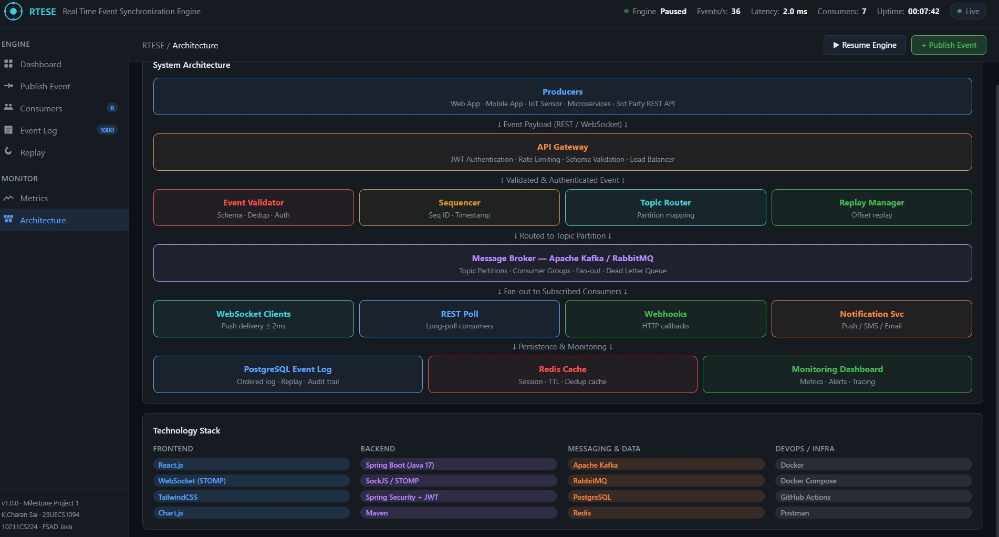 RTESE Real Time Event Synchronization Engine
Engine Paused Events/s: 36 Latency: 2.0 ms Consumers: 7 Uptime: 00:07:42 Live
ENGINE
Dashboard
Publish Event
Consumers 8
Event Log 1000
Replay
MONITOR
Metrics
Architecture
v1.0.0 · Milestone Project 1
K.Charan Sai · 23UECS1094
10211CS224 · FSAD Java
RTESE / Architecture
▶ Resume Engine
+ Publish Event
System Architecture
Producers
Web App · Mobile App · IoT Sensor · Microservices · 3rd Party REST API
↓ Event Payload (REST / WebSocket) ↓
API Gateway
JWT Authentication · Rate Limiting · Schema Validation · Load Balancer
↓ Validated & Authenticated Event ↓
Event Validator
Schema · Dedup · Auth
Sequencer
Seq ID · Timestamp
Topic Router
Partition mapping
Replay Manager
Offset replay
↓ Routed to Topic Partition ↓
Message Broker — Apache Kafka / RabbitMQ
Topic Partitions · Consumer Groups · Fan-out · Dead Letter Queue
↓ Fan-out to Subscribed Consumers ↓
WebSocket Clients
Push delivery ≤ 2ms
REST Poll
Long-poll consumers
Webhooks
HTTP callbacks
Notification Svc
Push / SMS / Email
↓ Persistence & Monitoring ↓
PostgreSQL Event Log
Ordered log · Replay · Audit trail
Redis Cache
Session · TTL · Dedup cache
Monitoring Dashboard
Metrics · Alerts · Tracing
Technology Stack
FRONTEND
React.js
WebSocket (STOMP)
TailwindCSS
Chart.js
BACKEND
Spring Boot (Java 17)
SockJS / STOMP
Spring Security + JWT
Maven
MESSAGING & DATA
Apache Kafka
RabbitMQ
PostgreSQL
Redis
DEVOPS / INFRA
Docker
Docker Compose
GitHub Actions
Postman